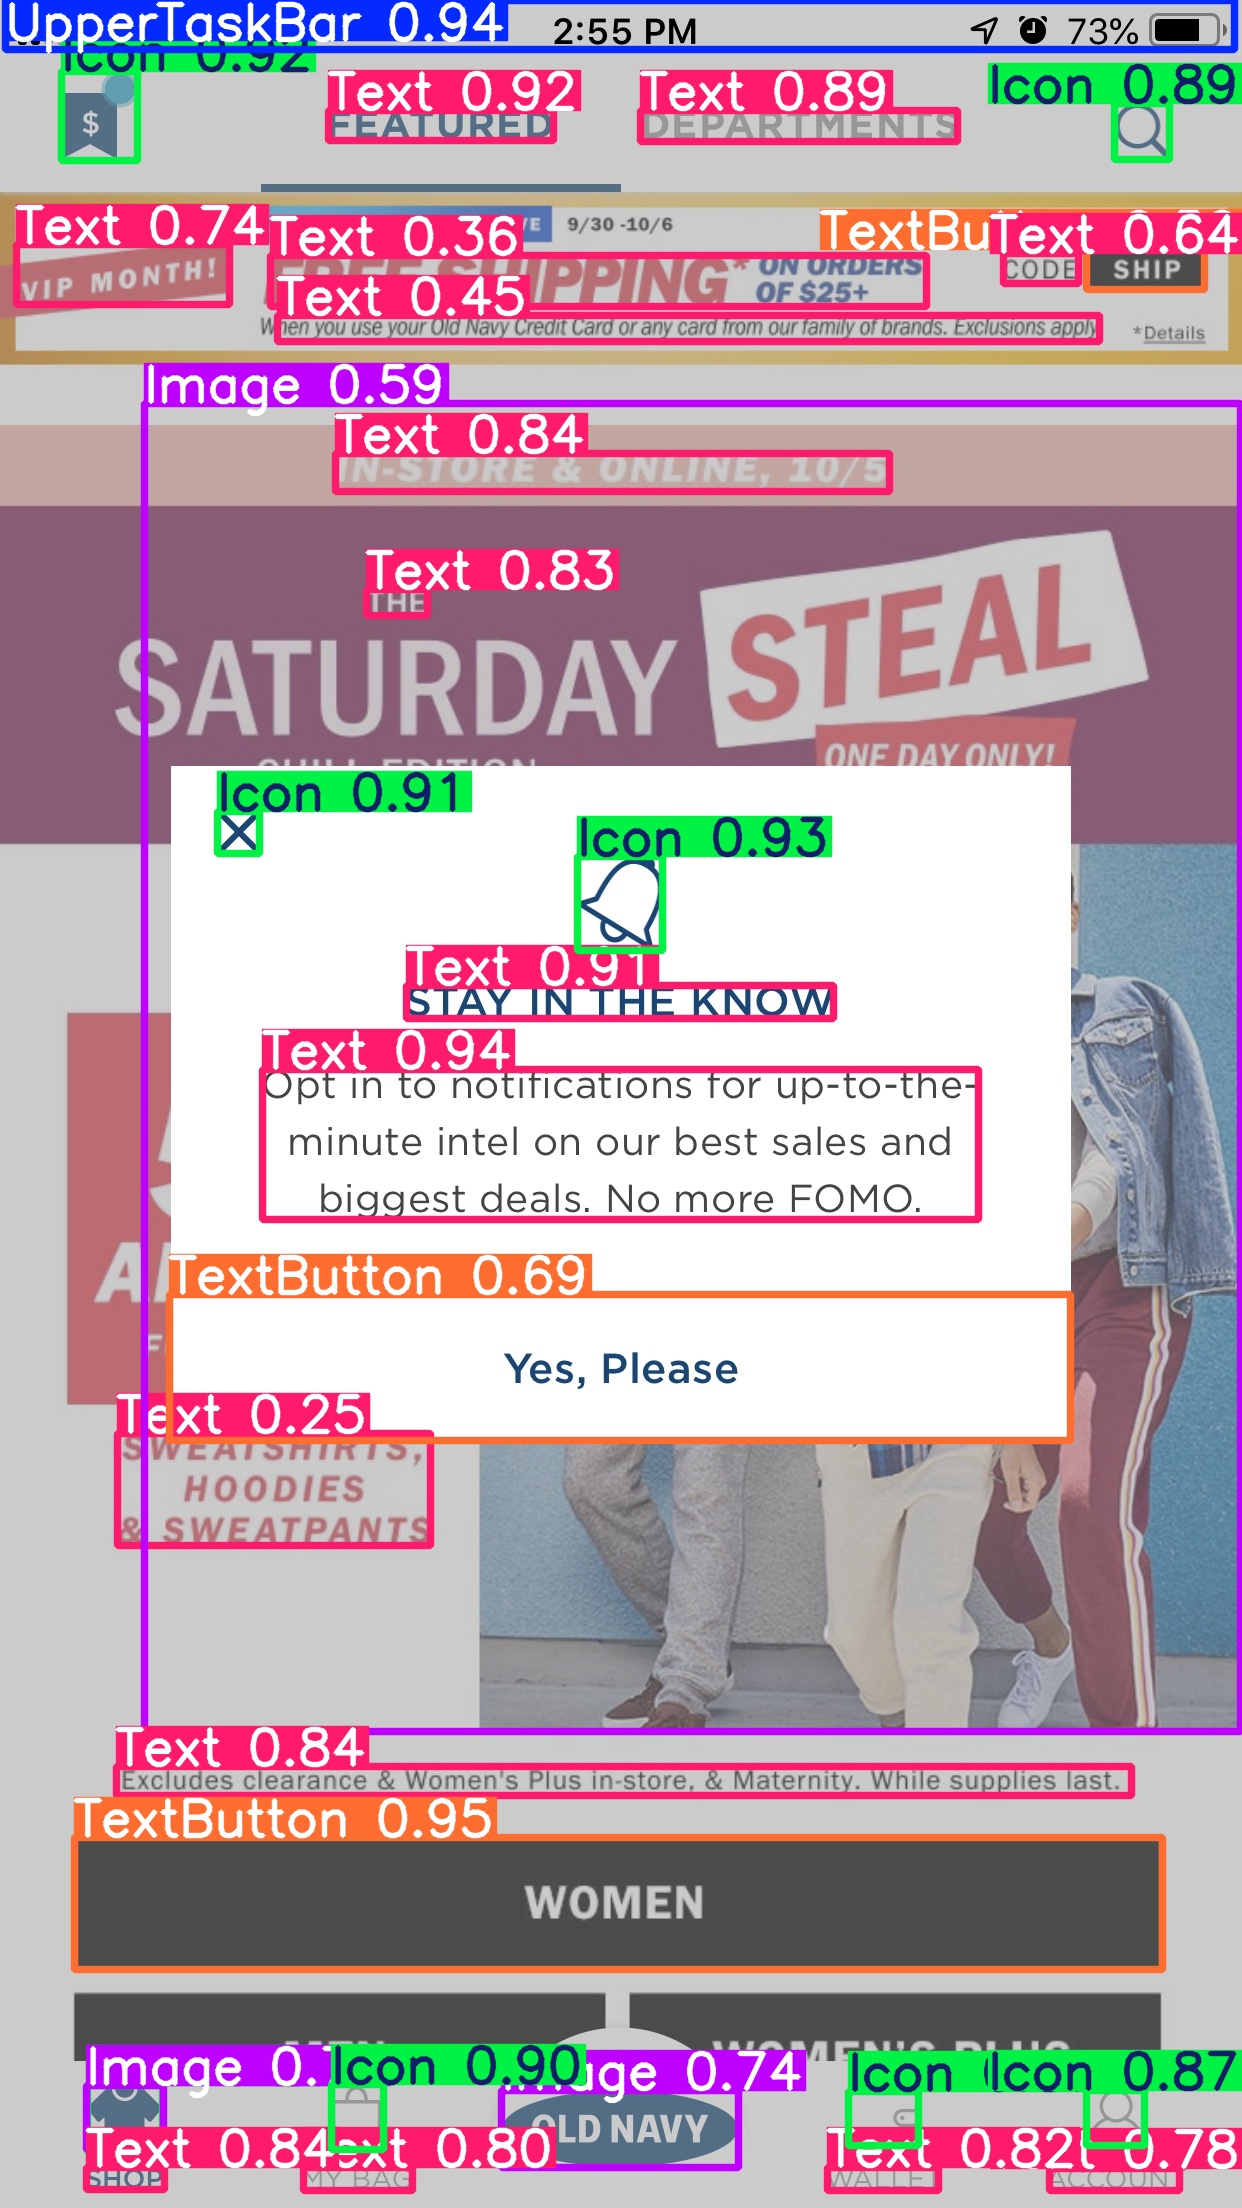 UpperTaskBar 0.94
2:55 PM
73%
Icon 0.92
Text 0.92
Text 0.89
Icon 0.89
$
FEATURED
DEPARTMENTS
Text 0.74
Text 0.36
9/30 -10/6
TextBu
Text 0.64
VIP MONTH!
FREE SHIPPING*
ON ORDERS
OF $25+
CODE
SHIP
Text 0.45
When you use your Old Navy Credit Card or any card from our family of brands. Exclusions apply
*Details
Image 0.59
Text 0.84
IN-STORE & ONLINE, 10/5
Text 0.83
THE
SATURDAY
STEAL
CHILL EDITION
ONE DAY ONLY!
Icon 0.91
Icon 0.93
Text 0.91
STAY IN THE KNOW
Text 0.94
Opt in to notifications for up-to-the-
minute intel on our best sales and
biggest deals. No more FOMO.
TextButton 0.69
Yes, Please
Text 0.25
SWEATSHIRTS,
HOODIES
& SWEATPANTS
Text 0.84
Excludes clearance & Women's Plus in-store, & Maternity. While supplies last.
TextButton 0.95
WOMEN
MEN
WOMEN'S PLUS
Image 0.7
Icon 0.90
Image 0.74
Icon
Icon 0.87
OLD NAVY
Text 0.84
Text 0.80
Text 0.82
0.78
SHOP
MY BAG
WALLET
ACCOUN